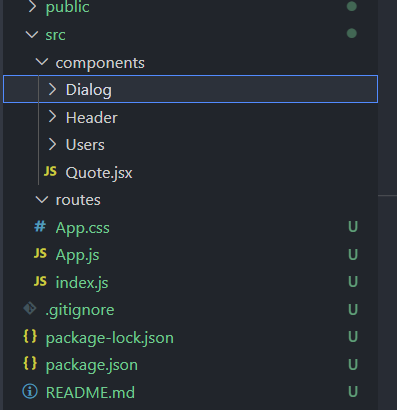 public
src
components
Dialog
Header
Users
JS Quote.jsx
routes
# App.css U
JS App.js U
JS index.js U
.gitignore U
{} package-lock.json U
{} package.json U
README.md U